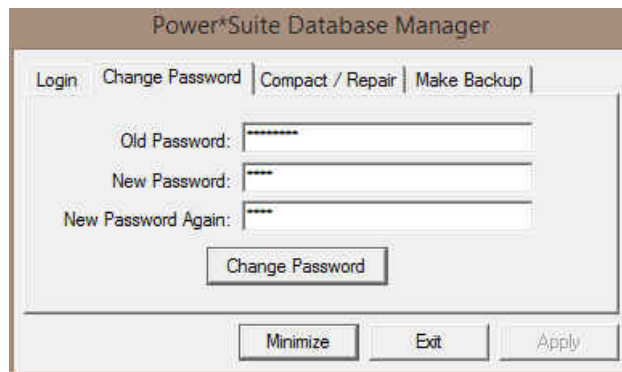 Power*Suite Database Manager
Login Change Password Compact / Repair Make Backup
Old Password: ********
New Password: ****
New Password Again: ****
Change Password
Minimize Exit Apply